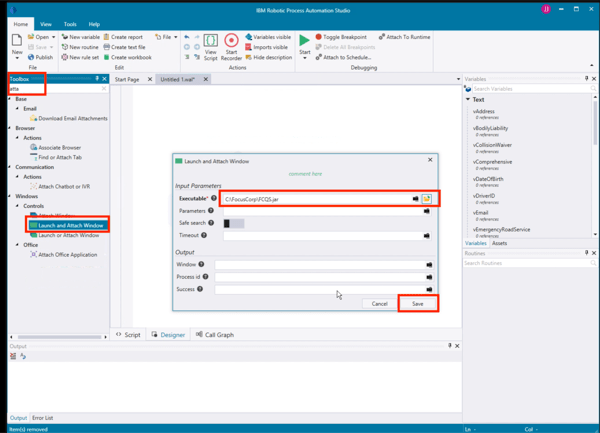 IBM Robotic Process Automation Studio
JJ
Home View Tools Help
New
Open
Save
Publish
File
New variable
New routine
New rule set
Create report
Create text file
Create workbook
Edit
File
View Script
Start Recorder
Variables visible
Imports visible
Hide description
Actions
Start
Toggle Breakpoint
Delete All Breakpoints
Attach to Schedule...
Attach To Runtime
Debugging
Toolbox
atta
Base
Email
Download Email Attachments
Browser
Actions
Associate Browser
Find or Attach Tab
Communication
Actions
Attach Chatbot or IVR
Windows
Controls
Attach Window
Launch and Attach Window
Launch or Attach Window
Office
Attach Office Application
Start Page Untitled 1.wal*
Launch and Attach Window
comment here
Input Parameters
Executable* C:\FocusCorp\FCQS.jar
Parameters
Safe search
Timeout
Output
Window
Process id
Success
Cancel Save
Script Designer Call Graph
Variables
Search Variables
Text
vAddress
0 references
vBodilyLiability
0 references
vCollisionWaiver
0 references
vComprehensive
0 references
vDateOfBirth
0 references
vDriverID
0 references
vEmail
0 references
vEmergencyRoadService
0 references
Variables Assets
Routines
Search Routines
Output
Output Error List
Item(s) removed
Ln - Col -